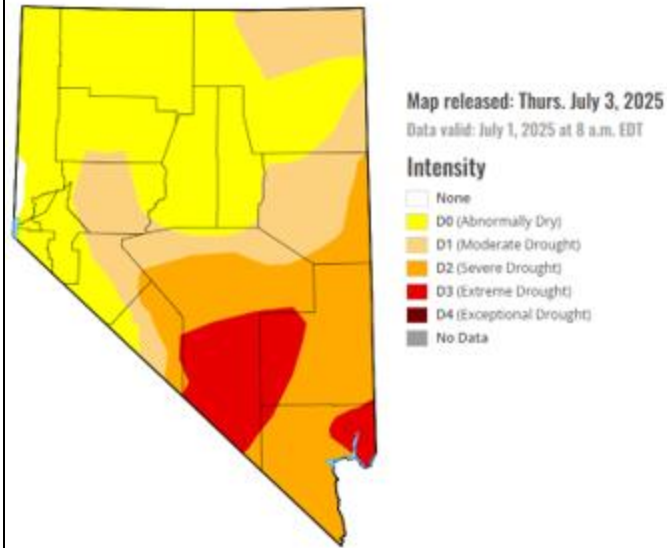 Map released: Thurs. July 3, 2025
Data valid: July 1, 2025 at 8 a.m. EDT
Intensity
None
D0 (Abnormally Dry)
D1 (Moderate Drought)
D2 (Severe Drought)
D3 (Extreme Drought)
D4 (Exceptional Drought)
No Data